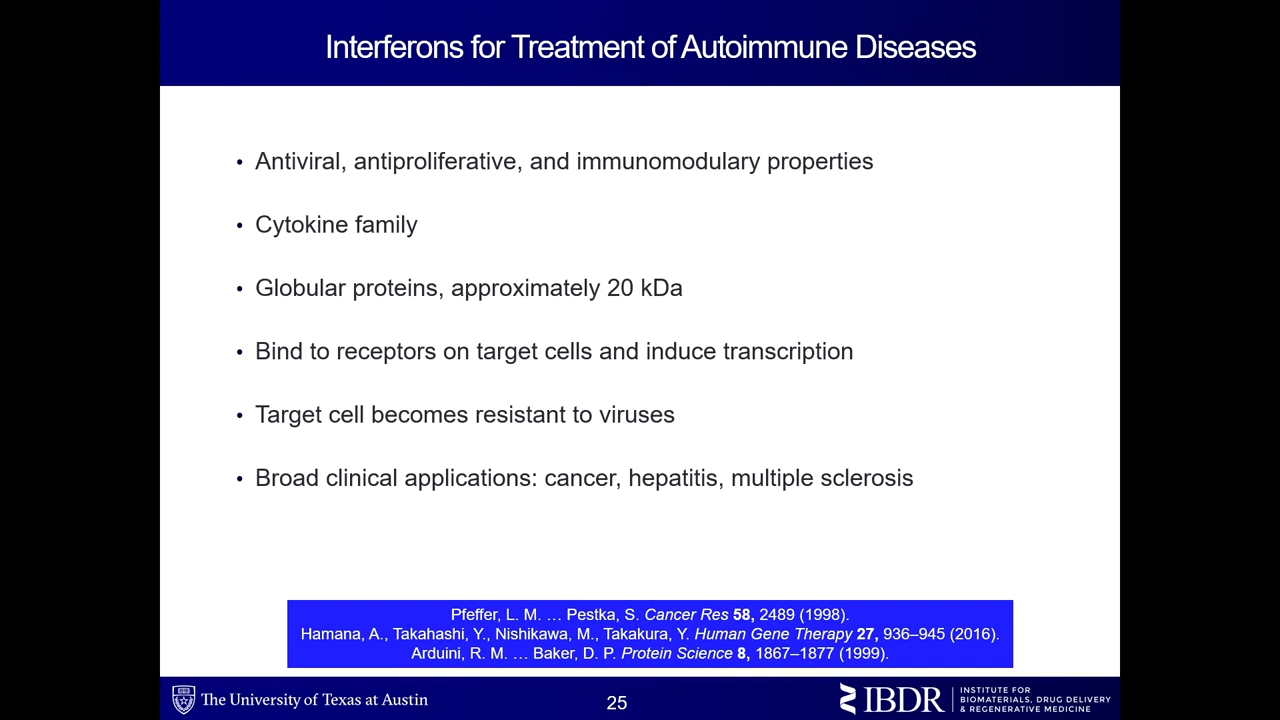 Interferons for Treatment of Autoimmune Diseases
• Antiviral, antiproliferative, and immunomodulary properties
• Cytokine family
• Globular proteins, approximately 20 kDa
• Bind to receptors on target cells and induce transcription
• Target cell becomes resistant to viruses
• Broad clinical applications: cancer, hepatitis, multiple sclerosis
Pfeffer, L. M. … Pestka, S. Cancer Res 58, 2489 (1998).
Hamana, A., Takahashi, Y., Nishikawa, M., Takakura, Y. Human Gene Therapy 27, 936–945 (2016).
Arduini, R. M. … Baker, D. P. Protein Science 8, 1867–1877 (1999).
The University of Texas at Austin
25
IBDR
INSTITUTE FOR
BIOMATERIALS, DRUG DELIVERY
& REGENERATIVE MEDICINE